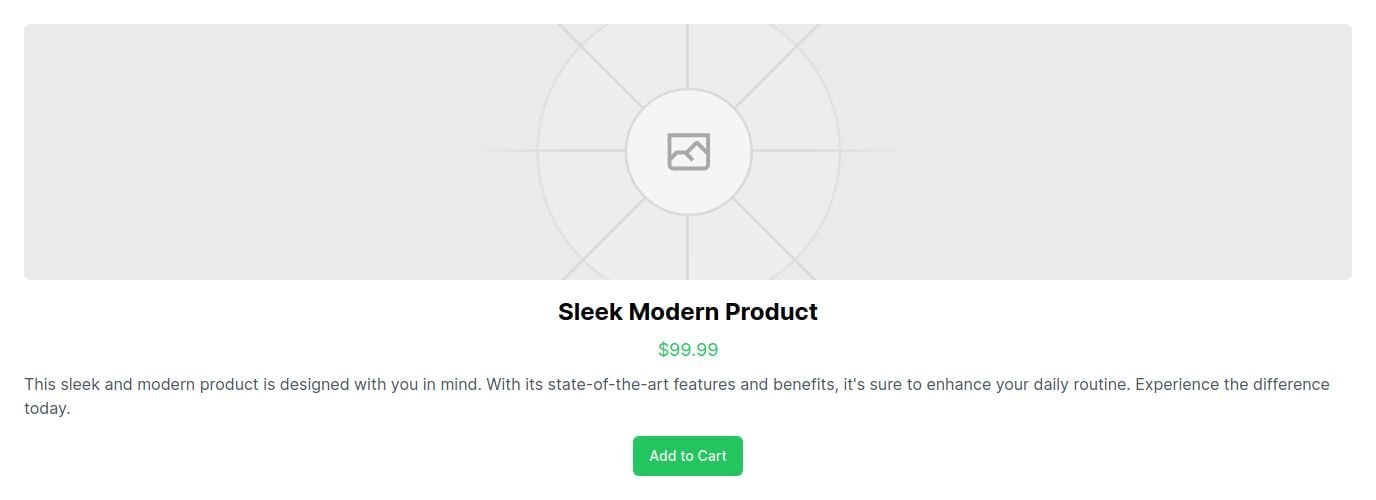 Sleek Modern Product
$99.99
This sleek and modern product is designed with you in mind. With its state-of-the-art features and benefits, it's sure to enhance your daily routine. Experience the difference
today.
Add to Cart